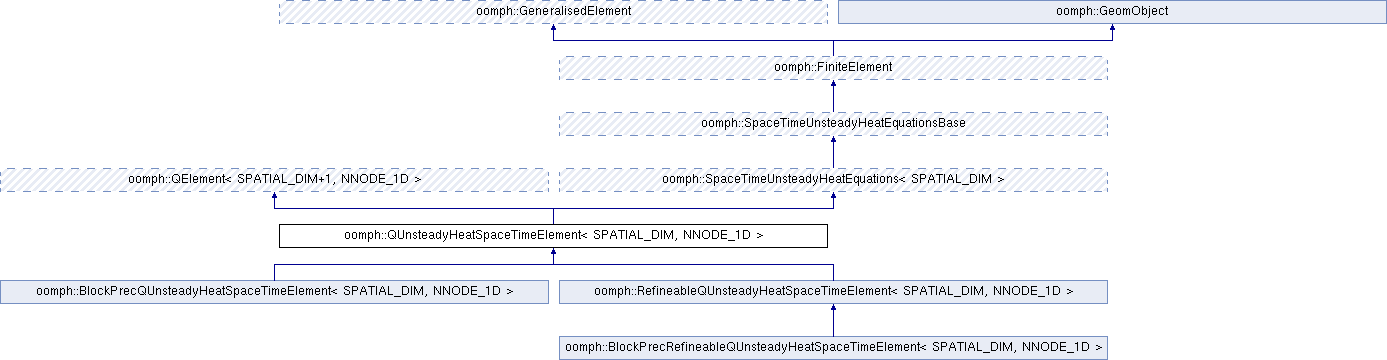 oomph::GeneralisedElement
oomph::GeomObject
oomph::FiniteElement
oomph::SpaceTimeUnsteadyHeatEquationsBase
oomph::QElement< SPATIAL_DIM+1, NNODE_1D >
oomph::SpaceTimeUnsteadyHeatEquations< SPATIAL_DIM >
oomph::QUnsteadyHeatSpaceTimeElement< SPATIAL_DIM, NNODE_1D >
oomph::BlockPrecQUnsteadyHeatSpaceTimeElement< SPATIAL_DIM, NNODE_1D >
oomph::RefineableQUnsteadyHeatSpaceTimeElement< SPATIAL_DIM, NNODE_1D >
oomph::BlockPrecRefineableQUnsteadyHeatSpaceTimeElement< SPATIAL_DIM, NNODE_1D >